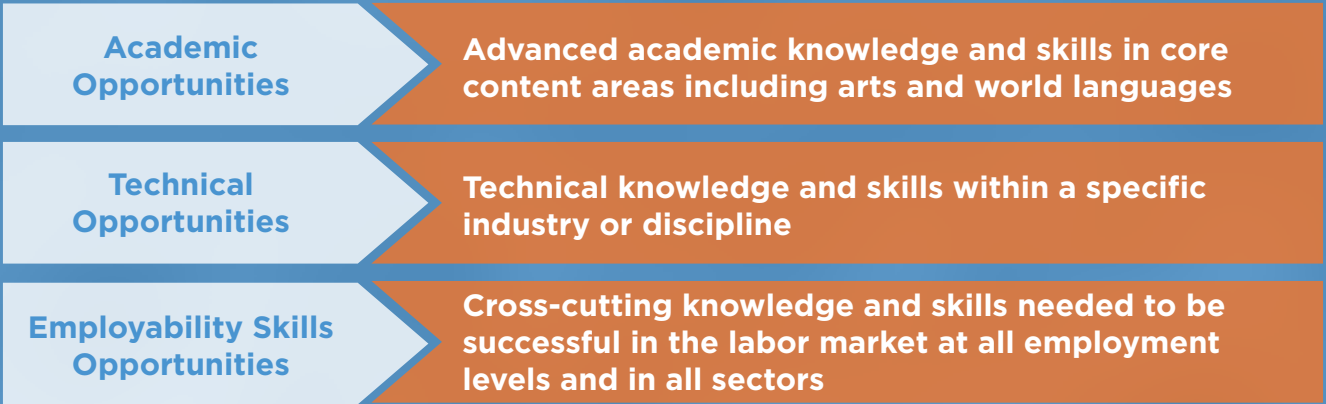 Academic
Opportunities
Advanced academic knowledge and skills in core
content areas including arts and world languages
Technical
Opportunities
Technical knowledge and skills within a specific
industry or discipline
Employability Skills
Opportunities
Cross-cutting knowledge and skills needed to be
successful in the labor market at all employment
levels and in all sectors